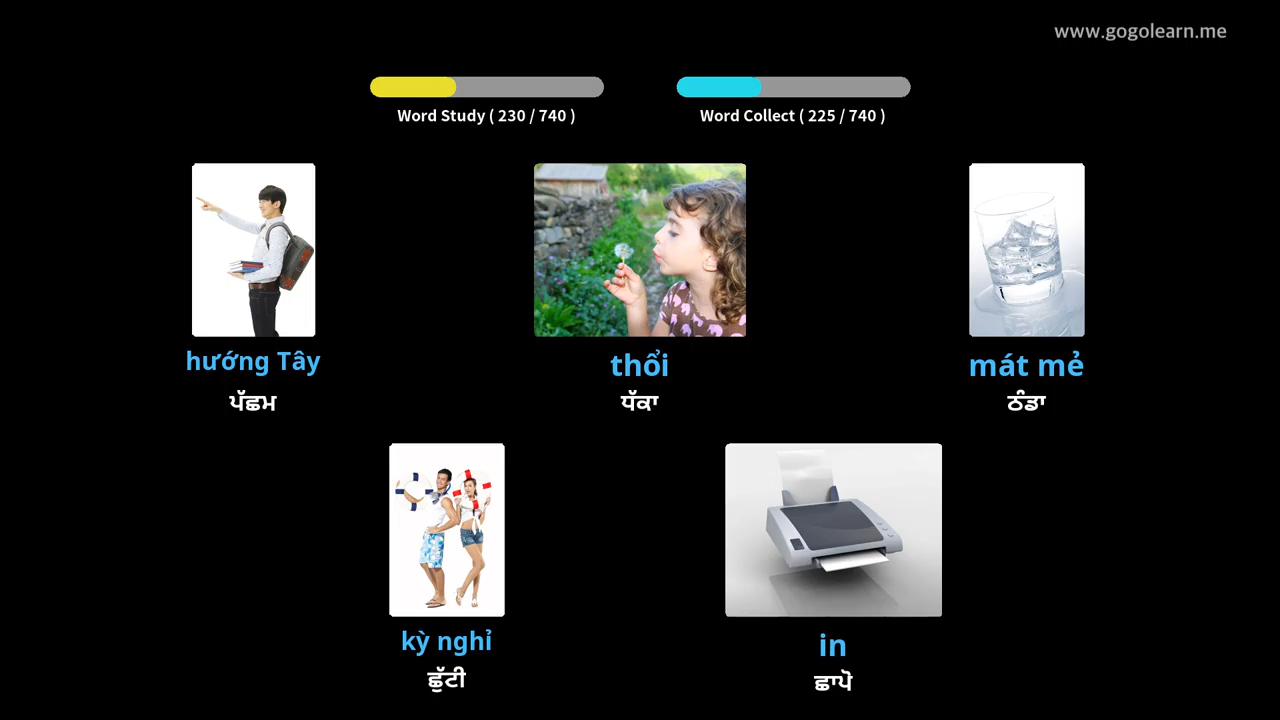 www.gogolearn.me
Word Study ( 230 / 740 )
Word Collect ( 225 / 740 )
hướng Tây
ਪੱਛਮ
thổi
ਧੱਕਾ
mát mẻ
ਠੰਡਾ
kỳ nghỉ
ਛੁੱਟੀ
in
ਛਾਪੋ